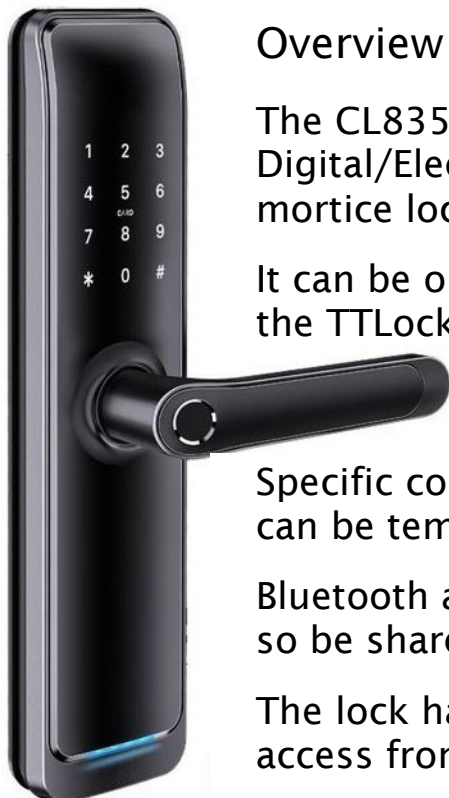 Overview
The CL835
Digital/Elec
mortice loc
It can be o
the TTLock
1 2 3
4 5 6
CARD
7 8 9
* 0 #
Specific co
can be tem
Bluetooth a
so be share
The lock ha
access from